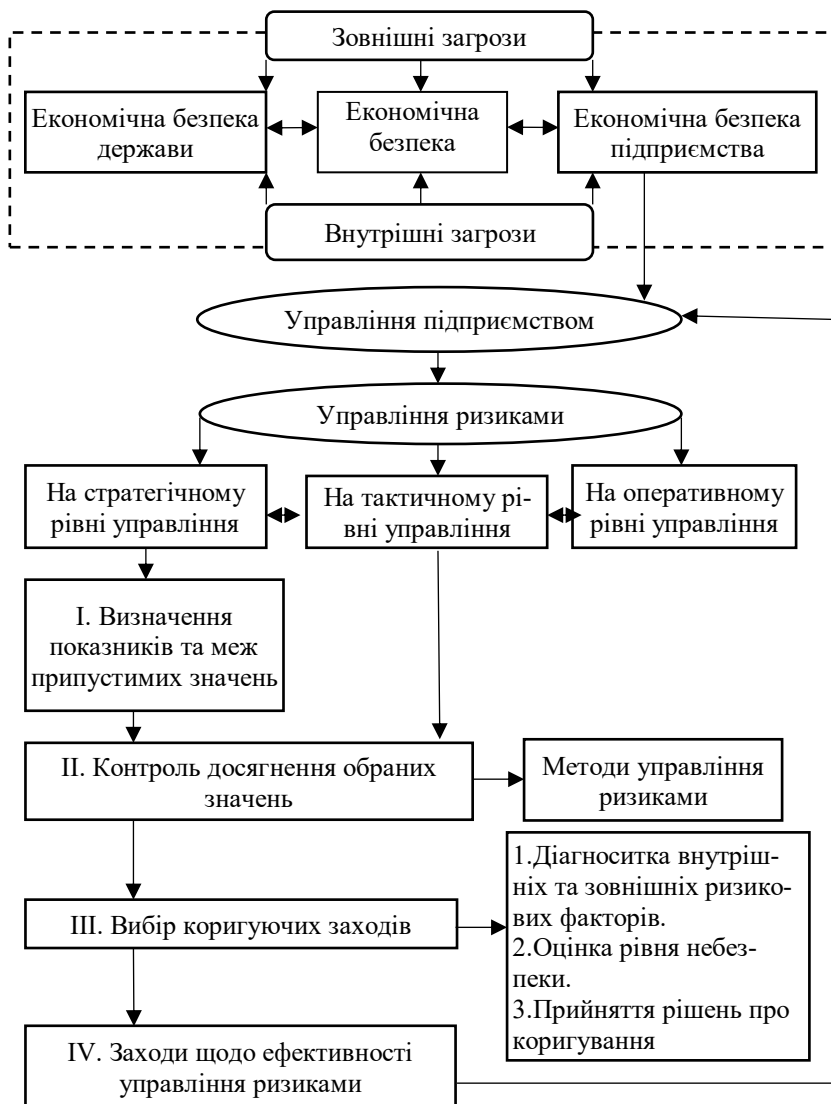 Зовнішні загрози
Економічна безпека
держави
Економічна
безпека
Економічна безпека
підприємства
Внутрішні загрози
Управління підприємством
Управління ризиками
На стратегічному
рівні управління
На тактичному рі-
вні управління
На оперативному
рівні управління
І. Визначення
показників та меж
припустимих значень
ІІ. Контроль досягнення обраних
значень
Методи управління
ризиками
ІІІ. Вибір коригуючих заходів
1.Діагноситка внутріш-
ніх та зовнішніх ризико-
вих факторів.
2.Оцінка рівня небез-
пеки.
3.Прийняття рішень про
коригування
IV. Заходи щодо ефективності
управління ризиками